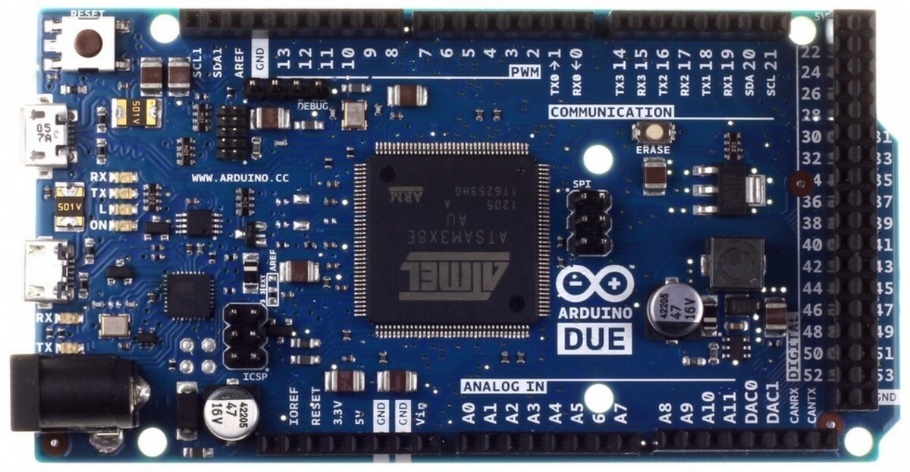 RESET
SCL1
SDA1
AREF
GND
13
12
11
10
9
8
7
6
5
4
3
2
TX0→1
RX0←0
TX3 14
RX3 15
TX2 16
RX2 17
TX1 18
RX1 19
SDA 20
SCL 21
PWM
COMMUNICATION
DEBUG
501V
05
7A
ERASE
WWW.ARDUINO.CC
RX
TX
L
ON
501V
SPI
ARM
1205 A
AU
ATSAM3X8E
ATMEL
AREF
ARDUINO
DUE
42205
47
16V
RX
TX
ICSP
42205
47
16V
IOREF
RESET
3.3V
5V
GND
GND
Vin
ANALOG IN
A0
A1
A2
A3
A4
A5
6
A7
A8
A9
A10
A11
DAC0
DAC1
CANRX
CANTX
DIGITAL
22
24
26
28
30
32
34
36
38
40
42
44
46
48
50
52
31
33
35
37
39
41
43
45
47
49
51
53
GND